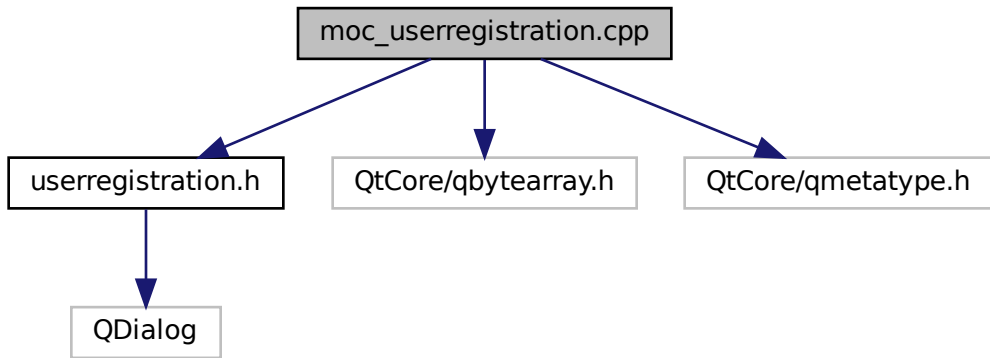 moc_userregistration.cpp
userregistration.h
QtCore/qbytearray.h
QtCore/qmetatype.h
QDialog